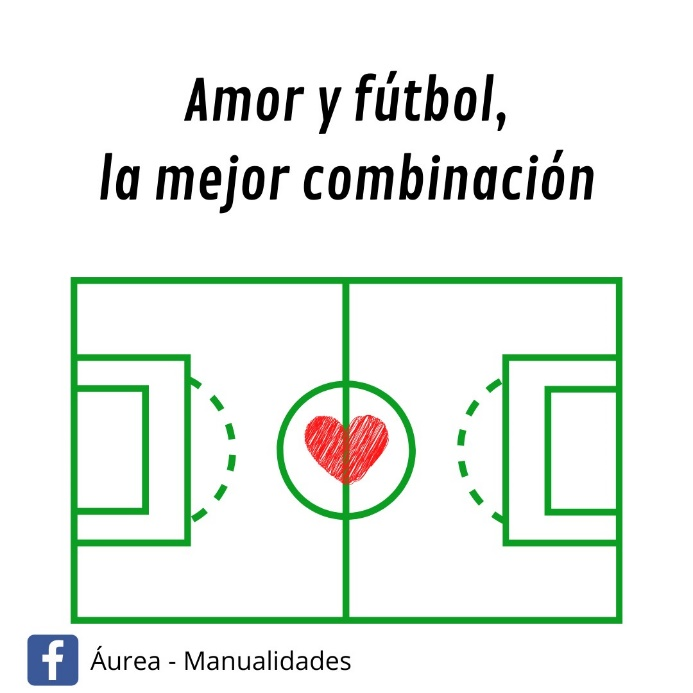 Amor y fútbol,
la mejor combinación
Áurea - Manualidades